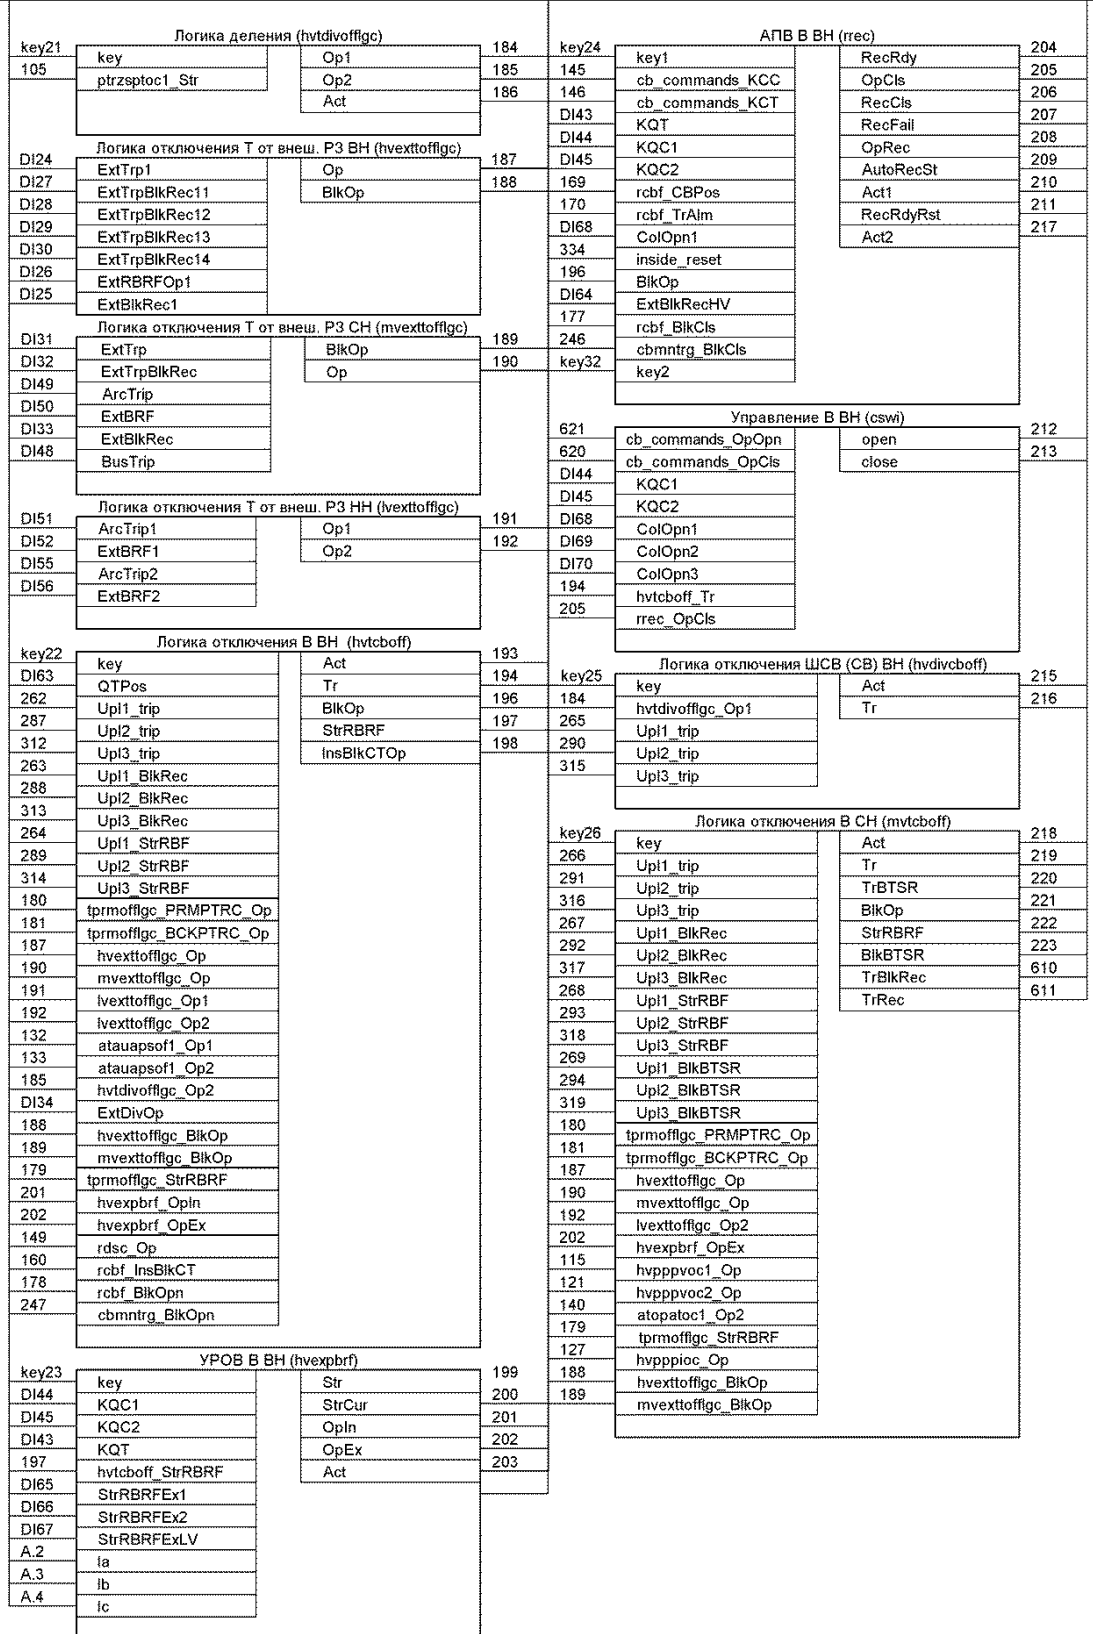 Логика деления (hvtdivofflgc)
key21 key Op1 184
105 ptrzsptoc1_Str Op2 185
Act 186
Логика отключения Т от внеш. РЗ ВН (hvexttofflgc)
DI24 ExtTrp1 Op 187
DI27 ExtTrpBlkRec11 BlkOp 188
DI28 ExtTrpBlkRec12
DI29 ExtTrpBlkRec13
DI30 ExtTrpBlkRec14
DI26 ExtRBRFOp1
DI25 ExtBlkRec1
Логика отключения Т от внеш. РЗ СН (mvexttofflgc)
DI31 ExtTrp BlkOp 189
DI32 ExtTrpBlkRec Op 190
DI49 ArcTrip
DI50 ExtBRF
DI33 ExtBlkRec
DI48 BusTrip
Логика отключения Т от внеш. РЗ НН (lvexttofflgc)
DI51 ArcTrip1 Op1 191
DI52 ExtBRF1 Op2 192
DI55 ArcTrip2
DI56 ExtBRF2
Логика отключения В ВН (hvtcboff)
key22 key Act 193
DI63 QTPos Tr 194
262 Upl1_trip BlkOp 196
287 Upl2_trip StrRBRF 197
312 Upl3_trip InsBlkCTOp 198
263 Upl1_BlkRec
288 Upl2_BlkRec
313 Upl3_BlkRec
264 Upl1_StrRBF
289 Upl2_StrRBF
314 Upl3_StrRBF
180 tprmofflgc_PRMPTRC_Op
181 tprmofflgc_BCKPTRC_Op
187 hvexttofflgc_Op
190 mvexttofflgc_Op
191 lvexttofflgc_Op1
192 lvexttofflgc_Op2
132 atauapsof1_Op1
133 atauapsof1_Op2
185 hvtdivofflgc_Op2
DI34 ExtDivOp
188 hvexttofflgc_BlkOp
189 mvexttofflgc_BlkOp
179 tprmofflgc_StrRBRF
201 hvexpbrf_OpIn
202 hvexpbrf_OpEx
149 rdsc_Op
160 rcbf_InsBlkCT
178 rcbf_BlkOpn
247 cbmntrg_BlkOpn
УРОВ В ВН (hvexpbrf)
key23 key Str 199
DI44 KQC1 StrCur 200
DI45 KQC2 OpIn 201
DI43 KQT OpEx 202
197 hvtcboff_StrRBRF Act 203
DI65 StrRBRFEx1
DI66 StrRBRFEx2
DI67 StrRBRFExLV
A.2 Ia
A.3 Ib
A.4 Ic
АПВ В ВН (rrec)
key24 key1 RecRdy 204
145 cb_commands_KCC OpCls 205
146 cb_commands_KCT RecCls 206
DI43 KQT RecFail 207
DI44 KQC1 OpRec 208
DI45 KQC2 AutoRecSt 209
169 rcbf_CBPos Act1 210
170 rcbf_TrAlm RecRdyRst 211
DI68 ColOpn1 Act2 217
334 inside_reset
196 BlkOp
DI64 ExtBlkRecHV
177 rcbf_BlkCls
246 cbmntrg_BlkCls
key32 key2
Управление В ВН (cswi)
621 cb_commands_OpOpn open 212
620 cb_commands_OpCls close 213
DI44 KQC1
DI45 KQC2
DI68 ColOpn1
DI69 ColOpn2
DI70 ColOpn3
194 hvtcboff_Tr
205 rrec_OpCls
Логика отключения ШСВ (СВ) ВН (hvdivcboff)
key25 key Act 215
184 hvtdivofflgc_Op1 Tr 216
265 Upl1_trip
290 Upl2_trip
315 Upl3_trip
Логика отключения В СН (mvtcboff)
key26 key Act 218
266 Upl1_trip Tr 219
291 Upl2_trip TrBTSR 220
316 Upl3_trip BlkOp 221
267 Upl1_BlkRec StrRBRF 222
292 Upl2_BlkRec BlkBTSR 223
317 Upl3_BlkRec TrBlkRec 610
268 Upl1_StrRBF TrRec 611
293 Upl2_StrRBF
318 Upl3_StrRBF
269 Upl1_BlkBTSR
294 Upl2_BlkBTSR
319 Upl3_BlkBTSR
180 tprmofflgc_PRMPTRC_Op
181 tprmofflgc_BCKPTRC_Op
187 hvexttofflgc_Op
190 mvexttofflgc_Op
192 lvexttofflgc_Op2
202 hvexpbrf_OpEx
115 hvpppvoc1_Op
121 hvpppvoc2_Op
140 atopatoc1_Op2
179 tprmofflgc_StrRBRF
127 hvpppioc_Op
188 hvexttofflgc_BlkOp
189 mvexttofflgc_BlkOp